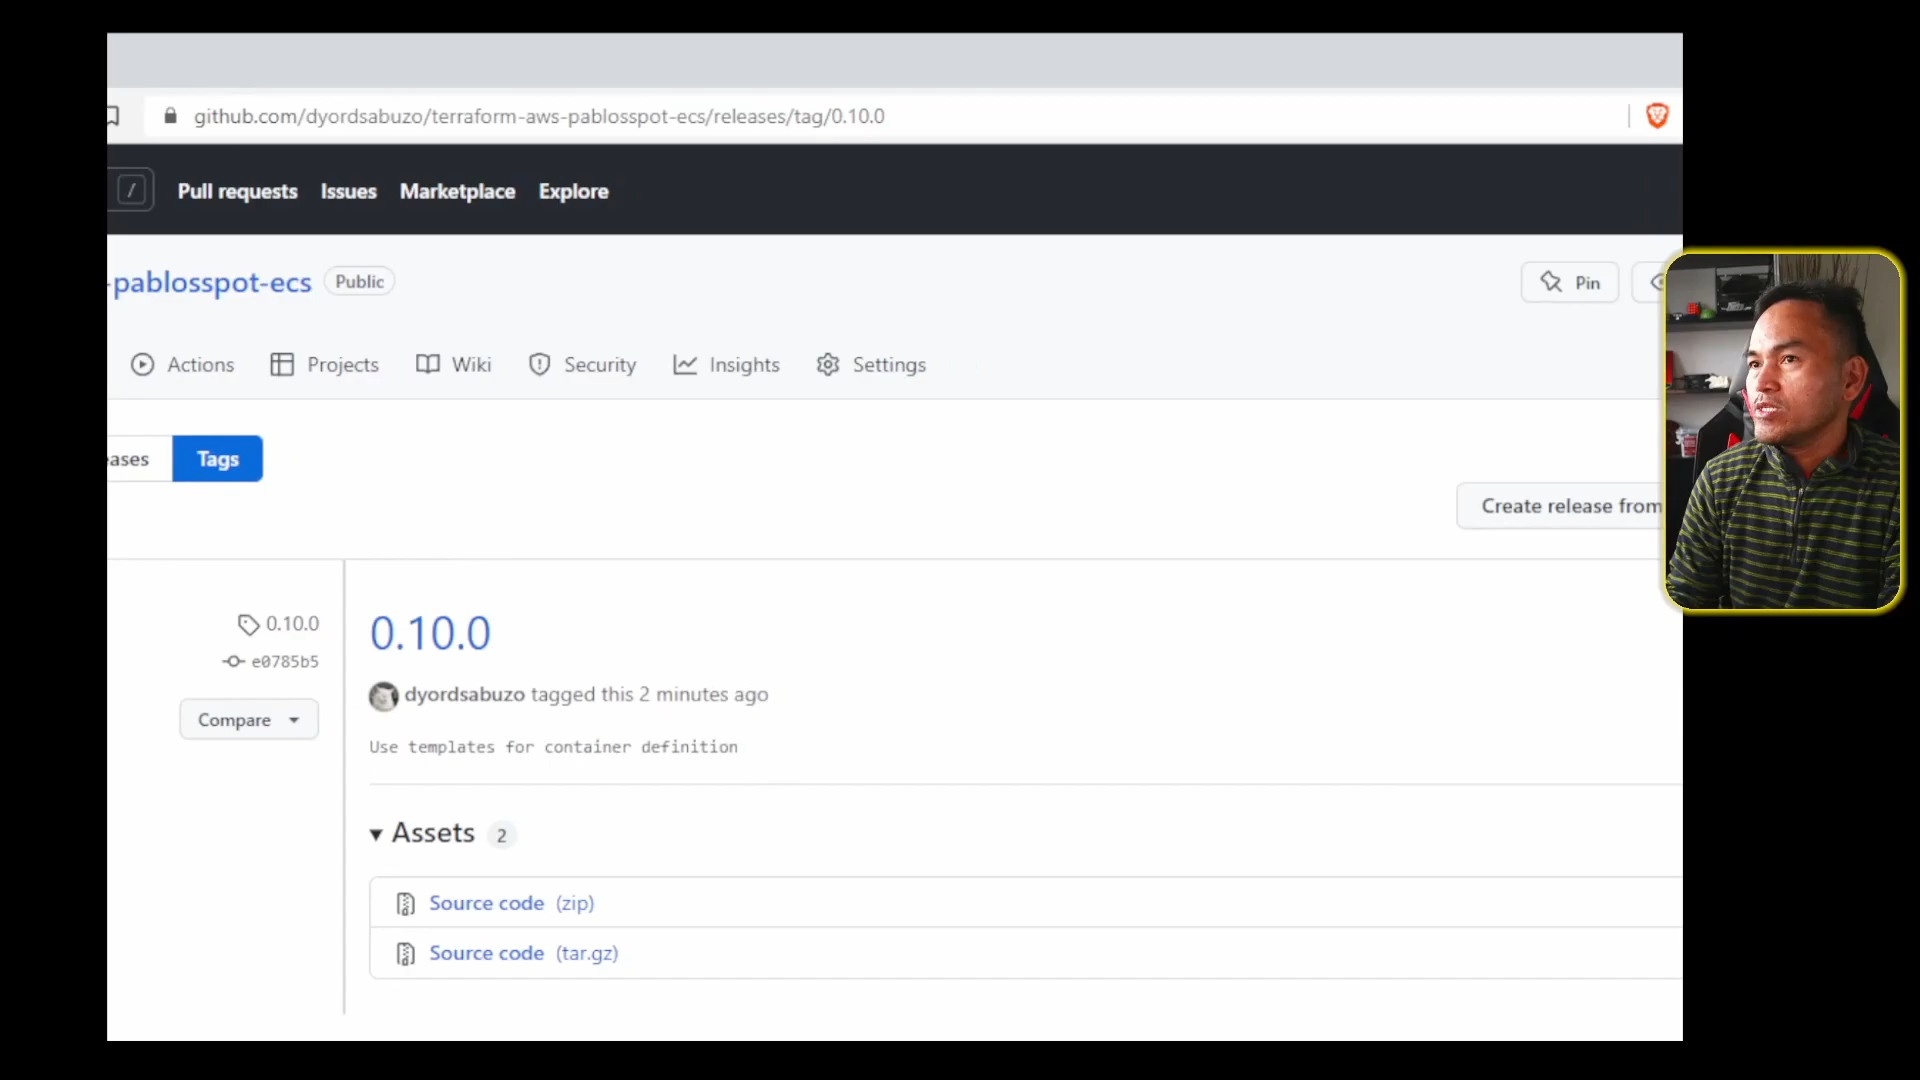 github.com/dyordsabuzo/terraform-aws-pablosspot-ecs/releases/tag/0.10.0
/ Pull requests Issues Marketplace Explore
-pablosspot-ecs Public Pin
Actions Projects Wiki Security Insights Settings
eases Tags
Create release from
0.10.0
e0785b5
Compare
0.10.0
dyordsabuzo tagged this 2 minutes ago
Use templates for container definition
Assets 2
Source code (zip)
Source code (tar.gz)